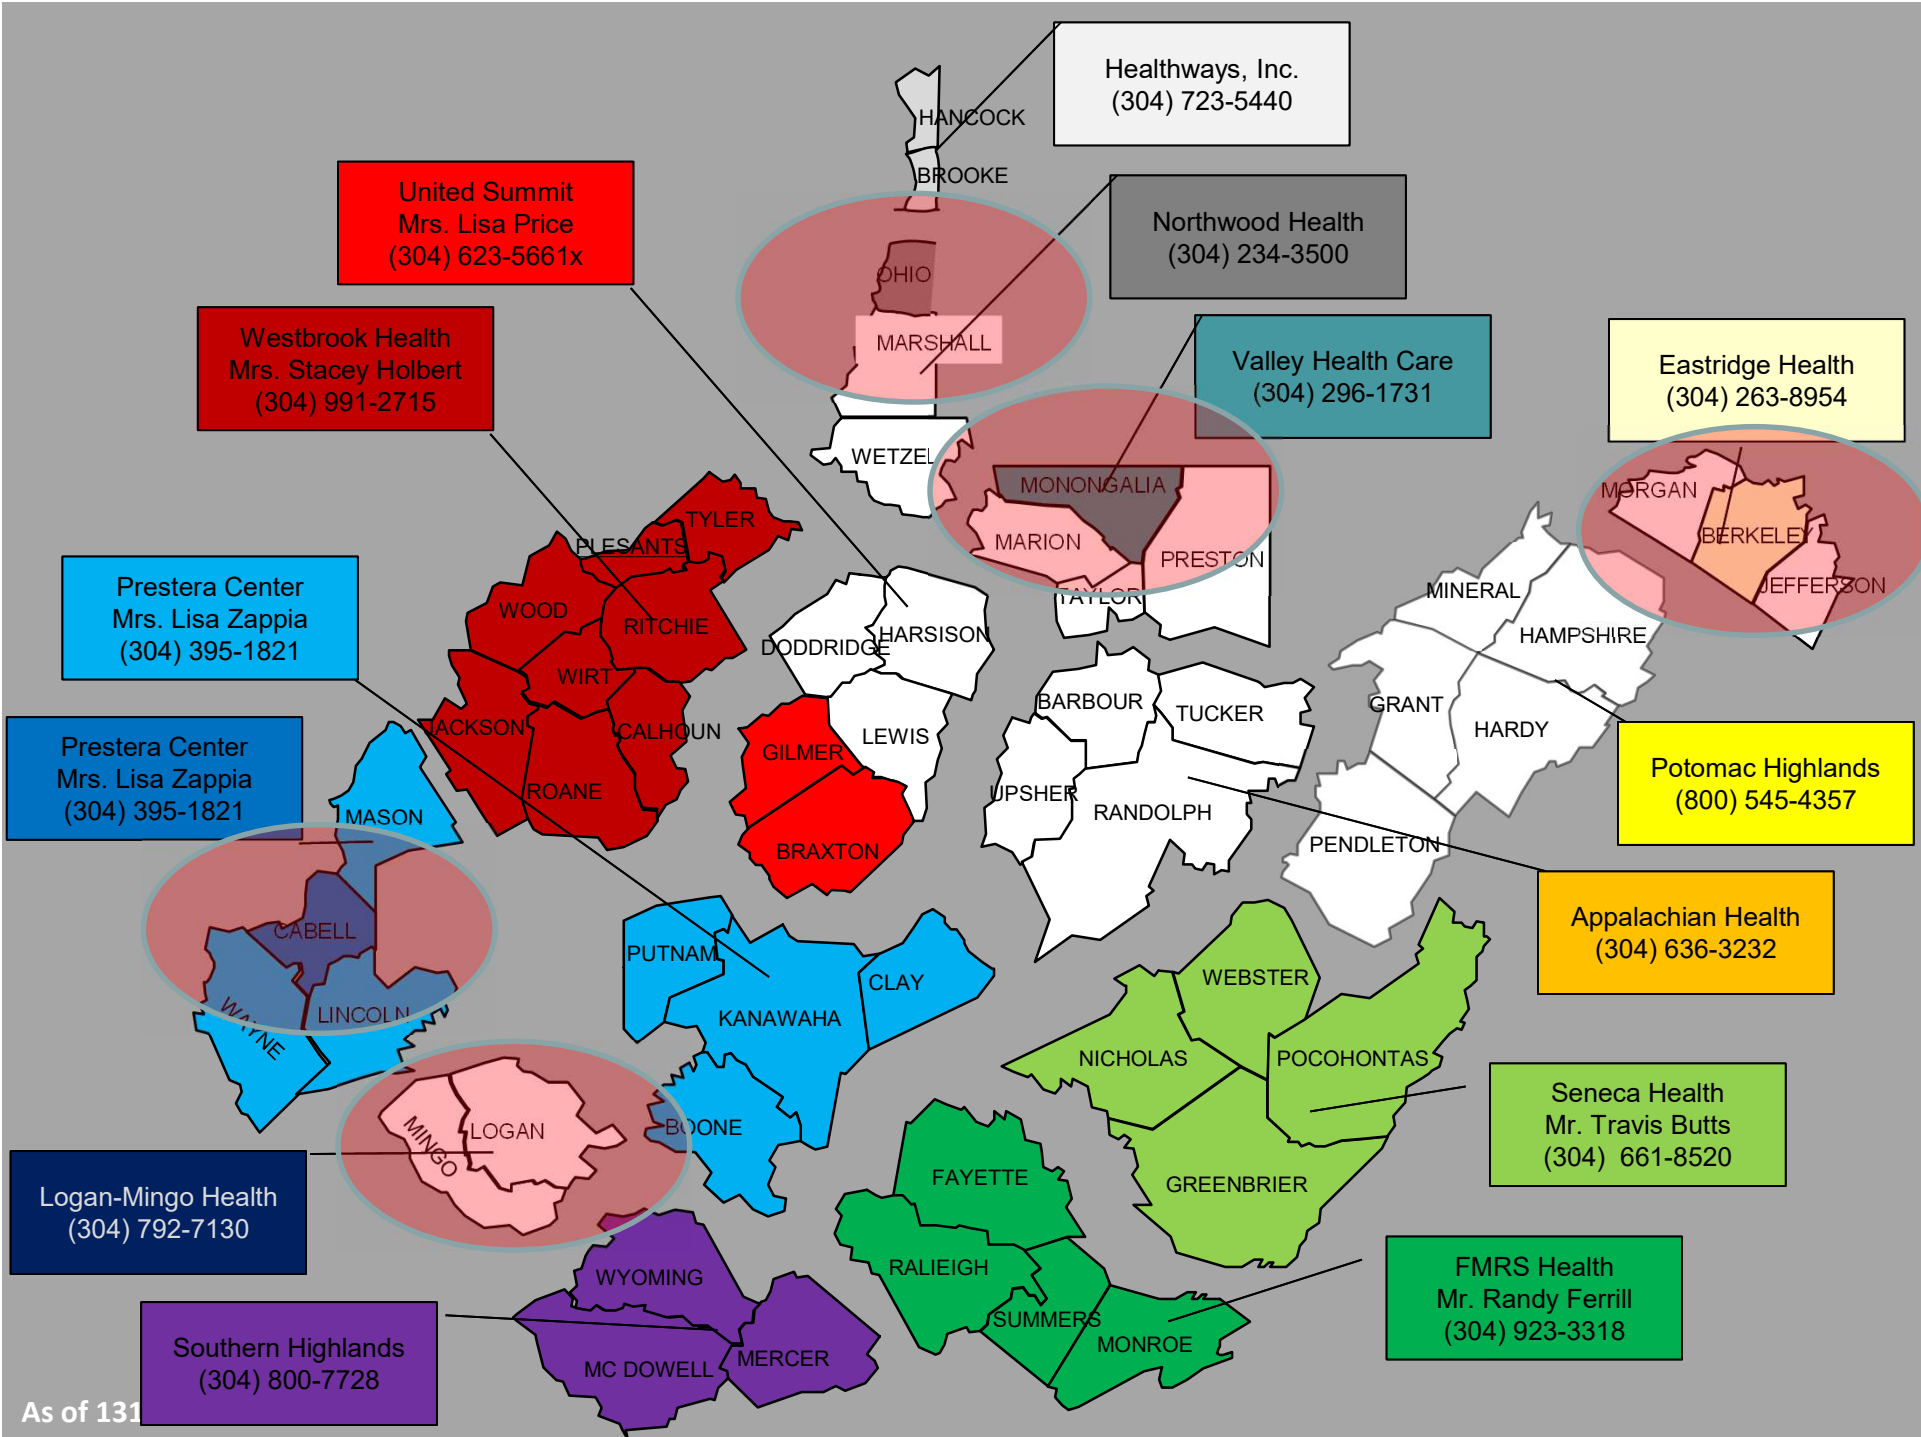 Healthways, Inc.
(304) 723-5440
HANCOCK
BROOKE
United Summit
Mrs. Lisa Price
(304) 623-5661x
Northwood Health
(304) 234-3500
OHIO
MARSHALL
Westbrook Health
Mrs. Stacey Holbert
(304) 991-2715
Valley Health Care
(304) 296-1731
Eastridge Health
(304) 263-8954
WETZEL
MONONGALIA
MARION
PRESTON
TAYLOR
MORGAN
BERKELEY
JEFFERSON
TYLER
PLESANTS
WOOD
RITCHIE
WIRT
JACKSON
CALHOUN
ROANE
Prestera Center
Mrs. Lisa Zappia
(304) 395-1821
DODDRIDGE
HARSISON
LEWIS
GILMER
BRAXTON
BARBOUR
TUCKER
UPSHER
RANDOLPH
MINERAL
HAMPSHIRE
GRANT
HARDY
PENDLETON
Potomac Highlands
(800) 545-4357
Prestera Center
Mrs. Lisa Zappia
(304) 395-1821
MASON
CABELL
WAYNE
LINCOLN
Appalachian Health
(304) 636-3232
PUTNAM
KANAWAHA
CLAY
BOONE
WEBSTER
NICHOLAS
POCOHONTAS
GREENBRIER
Seneca Health
Mr. Travis Butts
(304)  661-8520
MINGO
LOGAN
Logan-Mingo Health
(304) 792-7130
FAYETTE
RALIEIGH
SUMMERS
MONROE
FMRS Health
Mr. Randy Ferrill
(304) 923-3318
WYOMING
MC DOWELL
MERCER
Southern Highlands
(304) 800-7728
As of 131